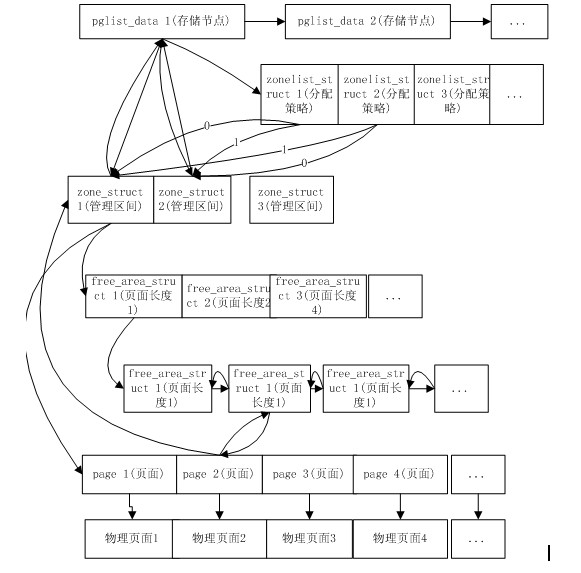 pglist_data 1(存储节点)
pglist_data 2(存储节点)
...
zonelist_st
ruct 1(分配
策略)
zonelist_st
ruct 2(分配
策略)
zonelist_str
uct 3(分配策
略)
...
0
1
1
0
zone_struct
1(管理区间)
zone_struct
2(管理区间)
zone_struct
3(管理区间)
free_area_stru
ct 1(页面长度
1)
free_area_stru
ct 2(页面长度2
free_area_stru
ct 3(页面长度
4)
...
free_area_str
uct 1(页面长
度1)
free_area_st
ruct 1(页面
长度1)
free_area_str
uct 1(页面长
度1)
...
page 1(页面)
page 2(页面)
page 3(页面)
page 4(页面)
...
物理页面1
物理页面2
物理页面3
物理页面4
...